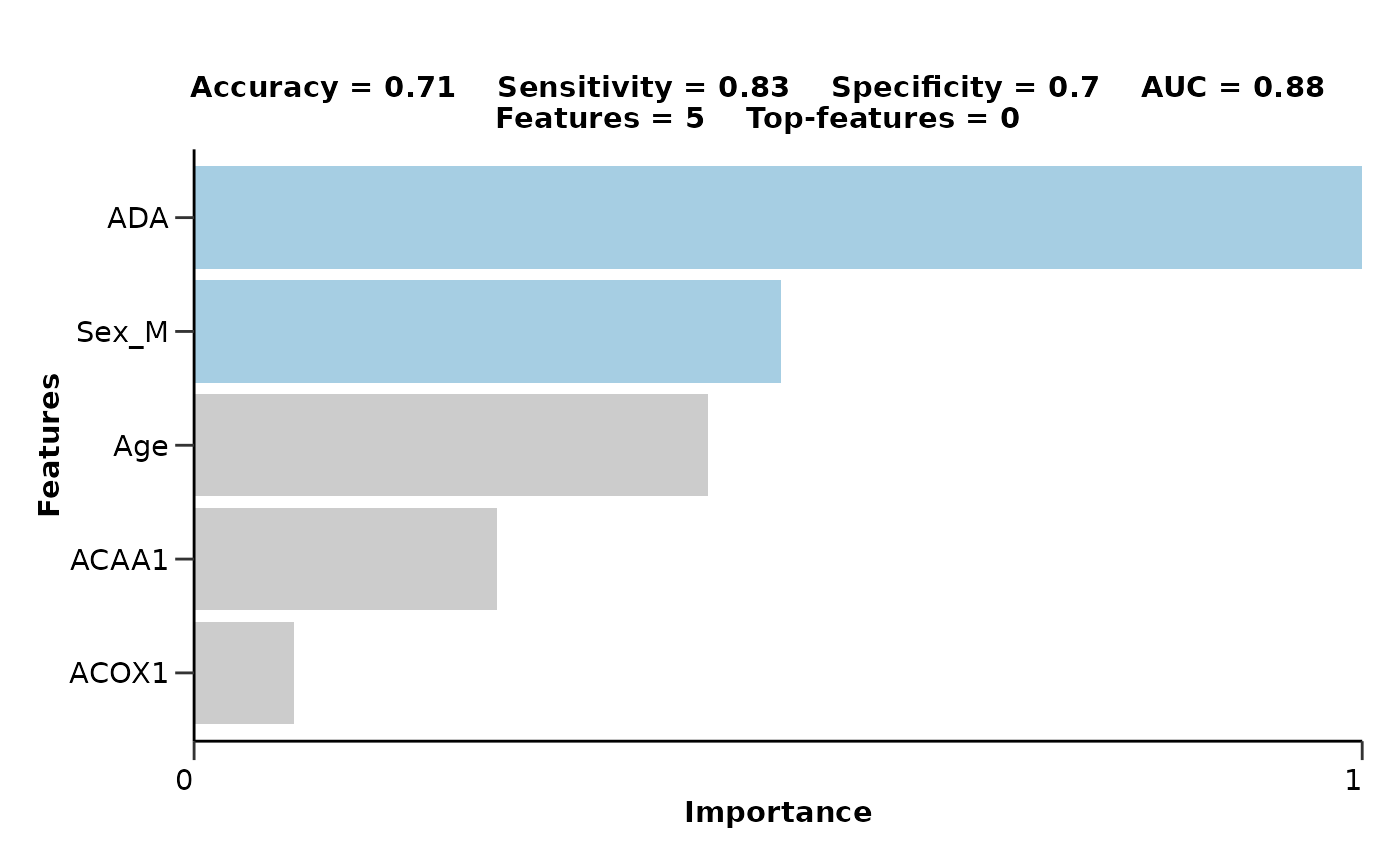 Accuracy = 0.71    Sensitivity = 0.83    Specificity = 0.7    AUC = 0.88
Features = 5    Top-features = 0
ADA
Sex_M
Age
ACAA1
ACOX1
Features
0
1
Importance